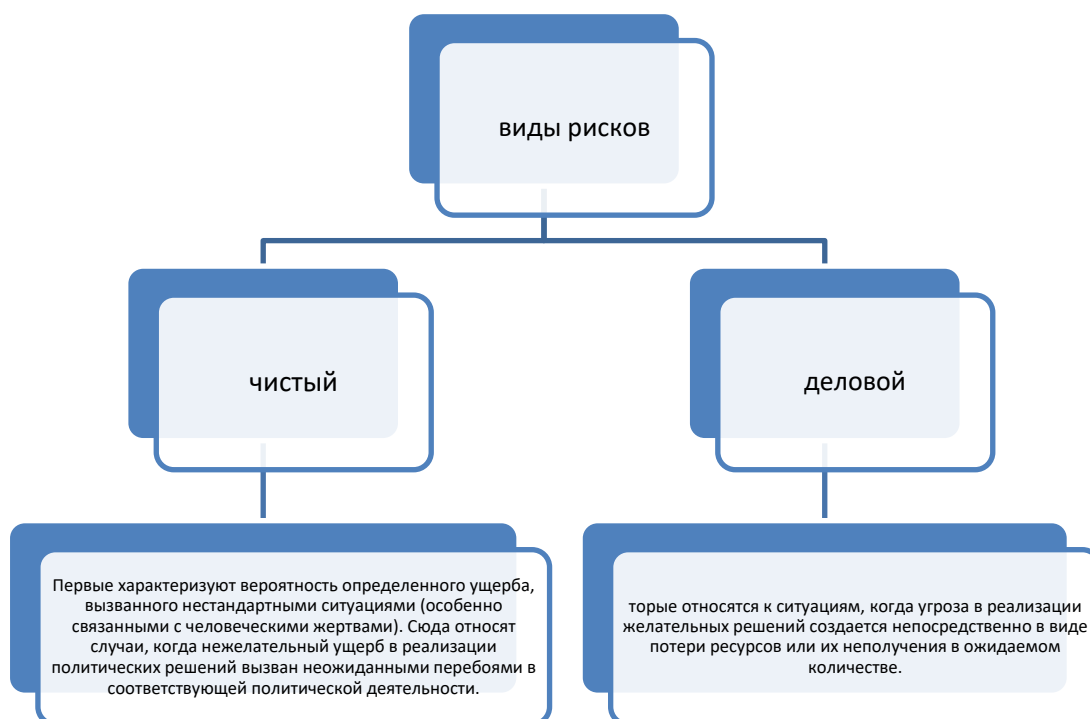 виды рисков
чистый
деловой
Первые характеризуют вероятность определенного ущерба,
вызванного нестандартными ситуациями (особенно
связанными с человеческими жертвами). Сюда относят
случаи, когда нежелательный ущерб в реализации
политических решений вызван неожиданными перебоями в
соответствующей политической деятельности.
торые относятся к ситуациям, когда угроза в реализации
желательных решений создается непосредственно в виде
потери ресурсов или их неполучения в ожидаемом
количестве.